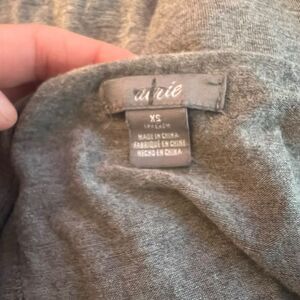 aerie
XS
MADE IN CHINA
FABRIQUÉ EN CHINE
HECHO EN CHINA